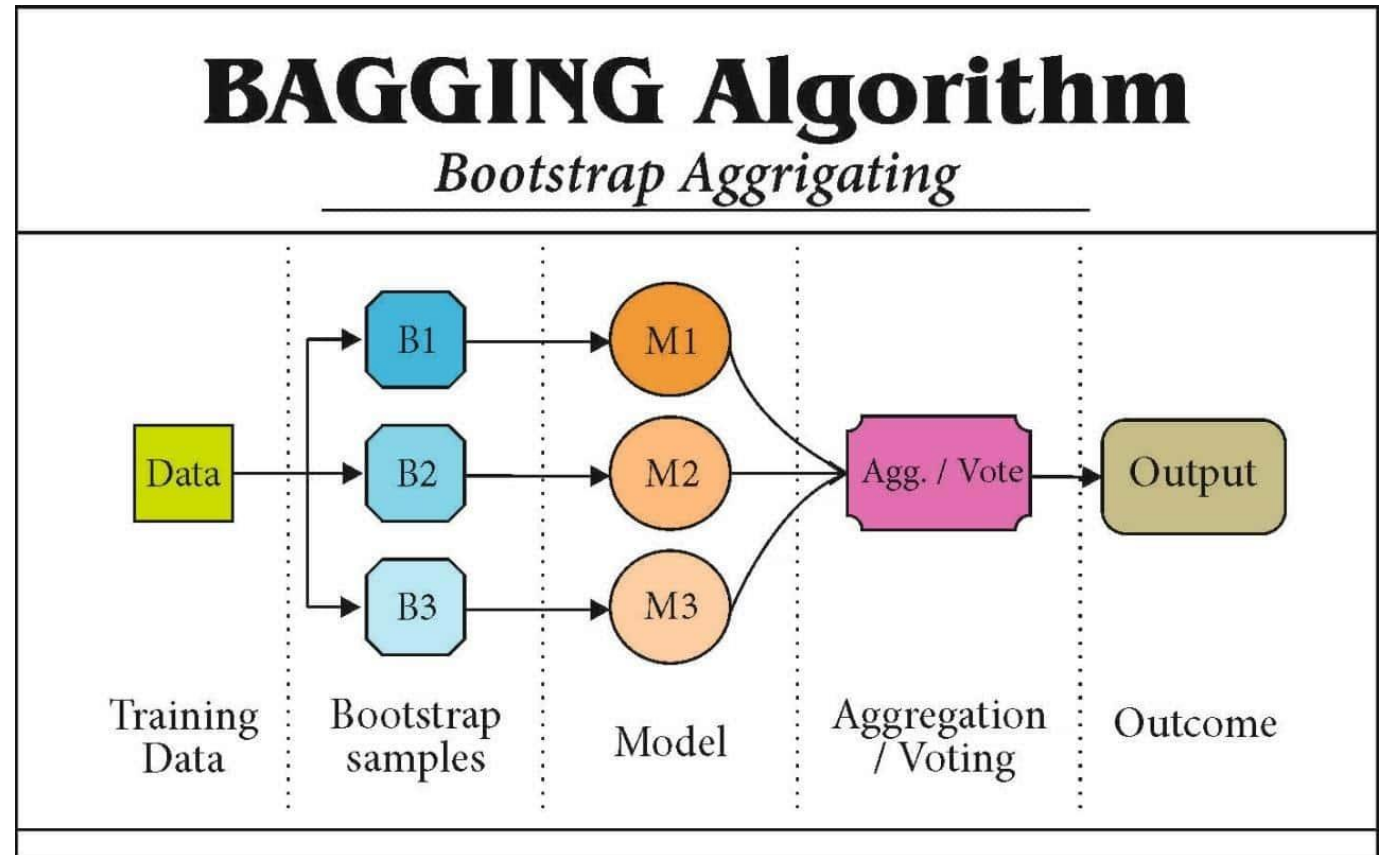 BAGGING Algorithm
Bootstrap Aggrigating
B1
M1
Data
B2
M2
Agg. / Vote
Output
B3
M3
Training
Data
Bootstrap
samples
Model
Aggregation
/ Voting
Outcome